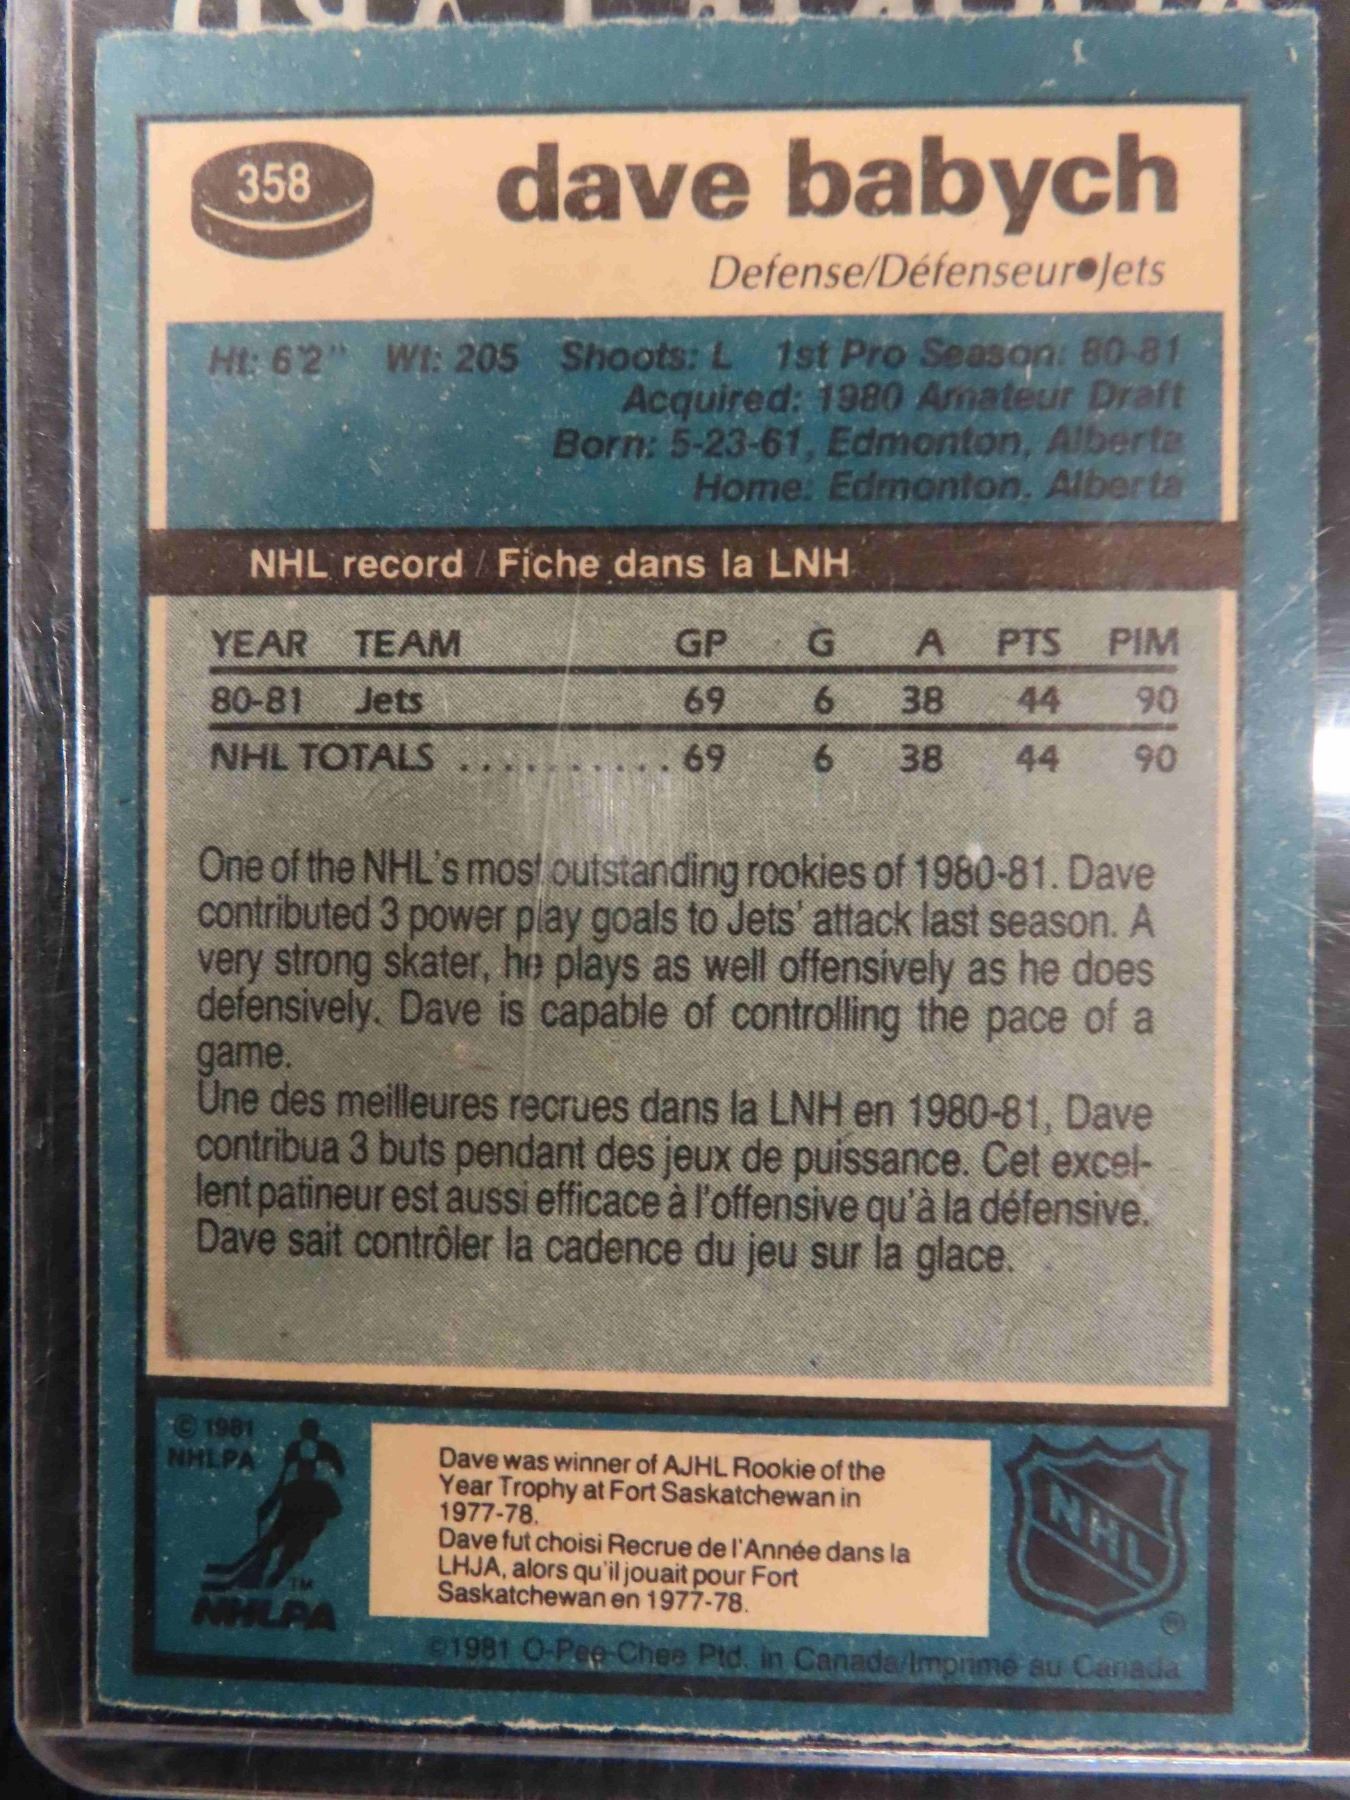 358
dave babych
Defense/Défenseur•Jets
Ht: 6'2" Wt: 205 Shoots: L 1st Pro Season: 80-81
Acquired: 1980 Amateur Draft
Born: 5-23-61, Edmonton, Alberta
Home: Edmonton, Alberta
NHL record / Fiche dans la LNH
YEAR TEAM GP G A PTS PIM
80-81 Jets 69 6 38 44 90
NHL TOTALS .......... 69 6 38 44 90
One of the NHL's most outstanding rookies of 1980-81. Dave
contributed 3 power play goals to Jets' attack last season. A
very strong skater, he plays as well offensively as he does
defensively. Dave is capable of controlling the pace of a
game.
Une des meilleures recrues dans la LNH en 1980-81, Dave
contribua 3 buts pendant des jeux de puissance. Cet excel-
lent patineur est aussi efficace à l'offensive qu'à la défensive.
Dave sait contrôler la cadence du jeu sur la glace.
© 1981
NHLPA
TM
NHLPA
Dave was winner of AJHL Rookie of the
Year Trophy at Fort Saskatchewan in
1977-78.
Dave fut choisi Recrue de l'Année dans la
LHJA, alors qu'il jouait pour Fort
Saskatchewan en 1977-78.
NHL
®
©1981 O-Pee-Chee Ptd. in Canada/Imprimé au Canada